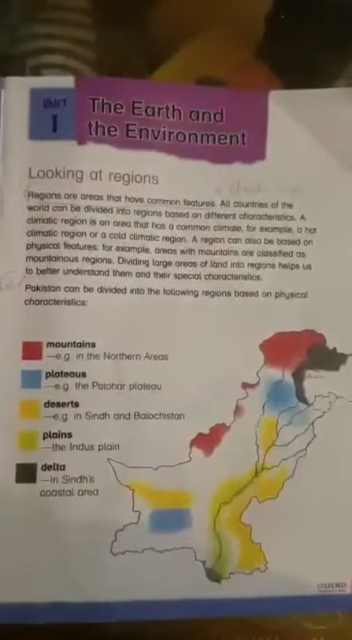 UNIT
1
The Earth and
the Environment
Looking at regions
Regions are areas that have common features. All countries of the
world can be divided into regions based on different characteristics. A
climatic region is an area that has a common climate, for example, a hot
climatic region or a cold climatic region. A region can also be based on
physical features; for example, areas with mountains are classified as
mountainous regions. Dividing large areas of land into regions helps us
to better understand them and their special characteristics.
Pakistan can be divided into the following regions based on physical
characteristics:
mountains
—e.g. in the Northern Areas
plateaus
—e.g. the Potohar plateau
deserts
—e.g. in Sindh and Balochistan
plains
—the Indus plain
delta
—in Sindh's
coastal area
OXFORD